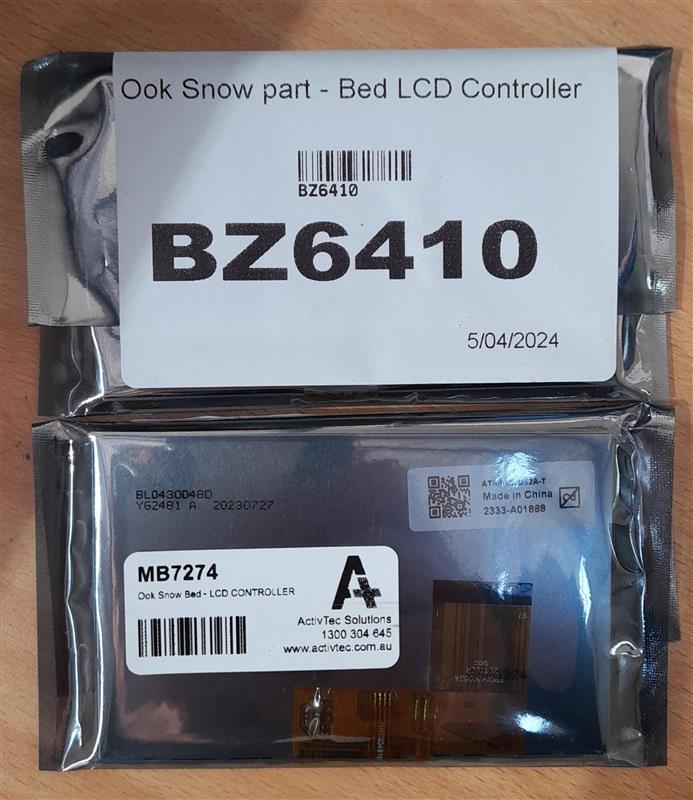 Ook Snow part - Bed LCD Controller
BZ6410
BZ6410
5/04/2024
BL0430D48D
YG2481 A 20230727
Made in China
2333-A01888
MB7274
Ook Snow Bed - LCD CONTROLLER
A+
ActivTec Solutions
1300 304 645
www.activtec.com.au